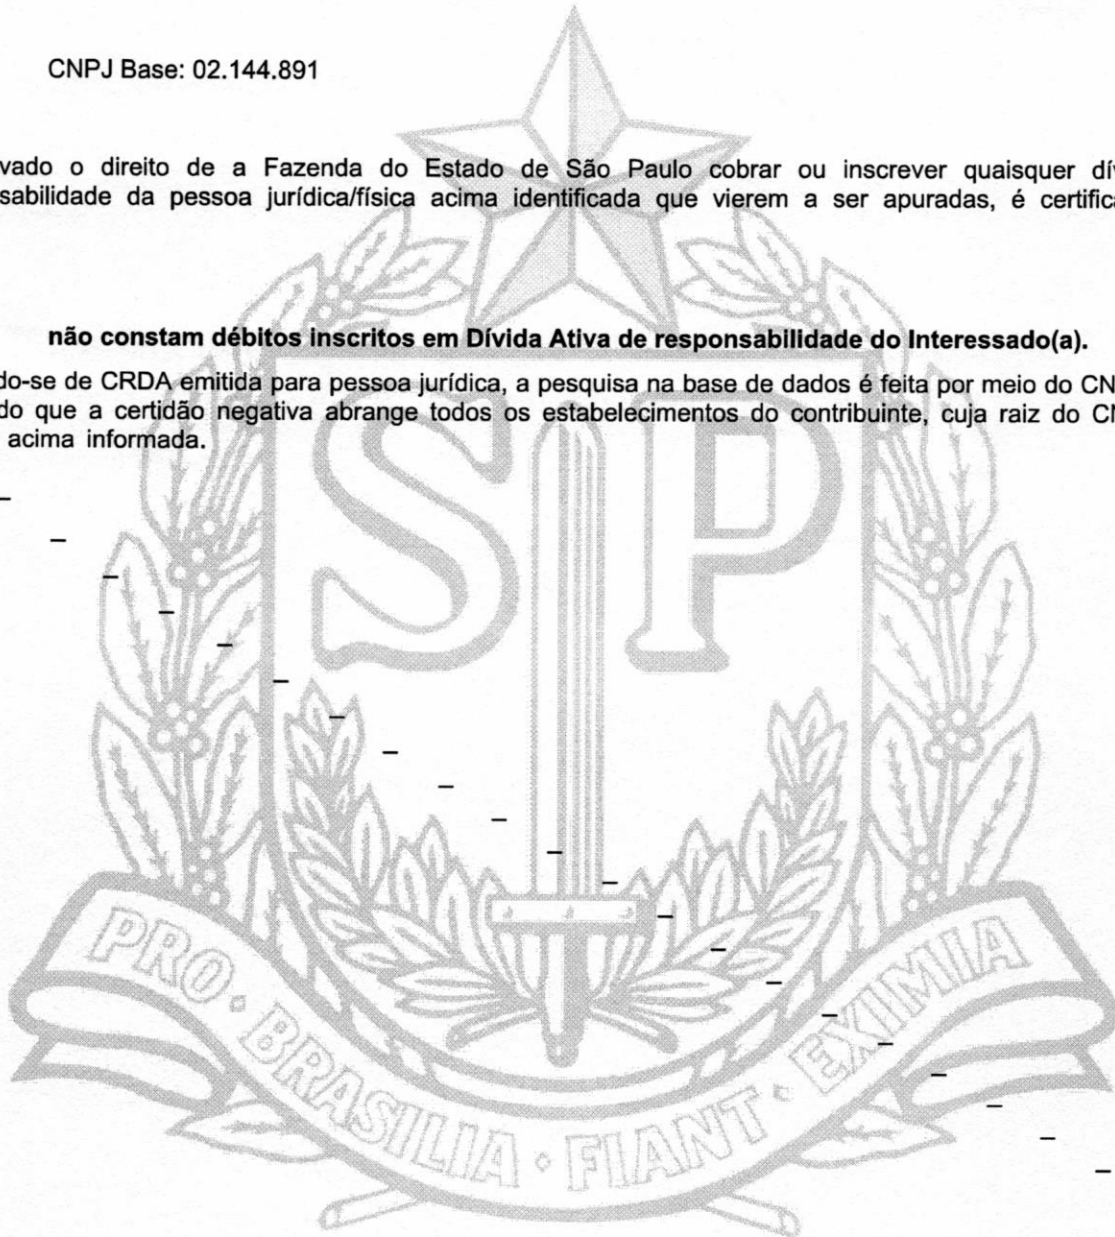 CNPJ Base: 02.144.891
vado o direito de a Fazenda do Estado de São Paulo cobrar ou inscrever quaisquer dív
sabilidade da pessoa jurídica/física acima identificada que vierem a ser apuradas, é certific
não constam débitos inscritos em Dívida Ativa de responsabilidade do Interessado(a).
do-se de CRDA emitida para pessoa jurídica, a pesquisa na base de dados é feita por meio do CN
do que a certidão negativa abrange todos os estabelecimentos do contribuinte, cuja raiz do CN
acima informada.
SP
PRO · BRASILIA · FIANT · EXIMIA